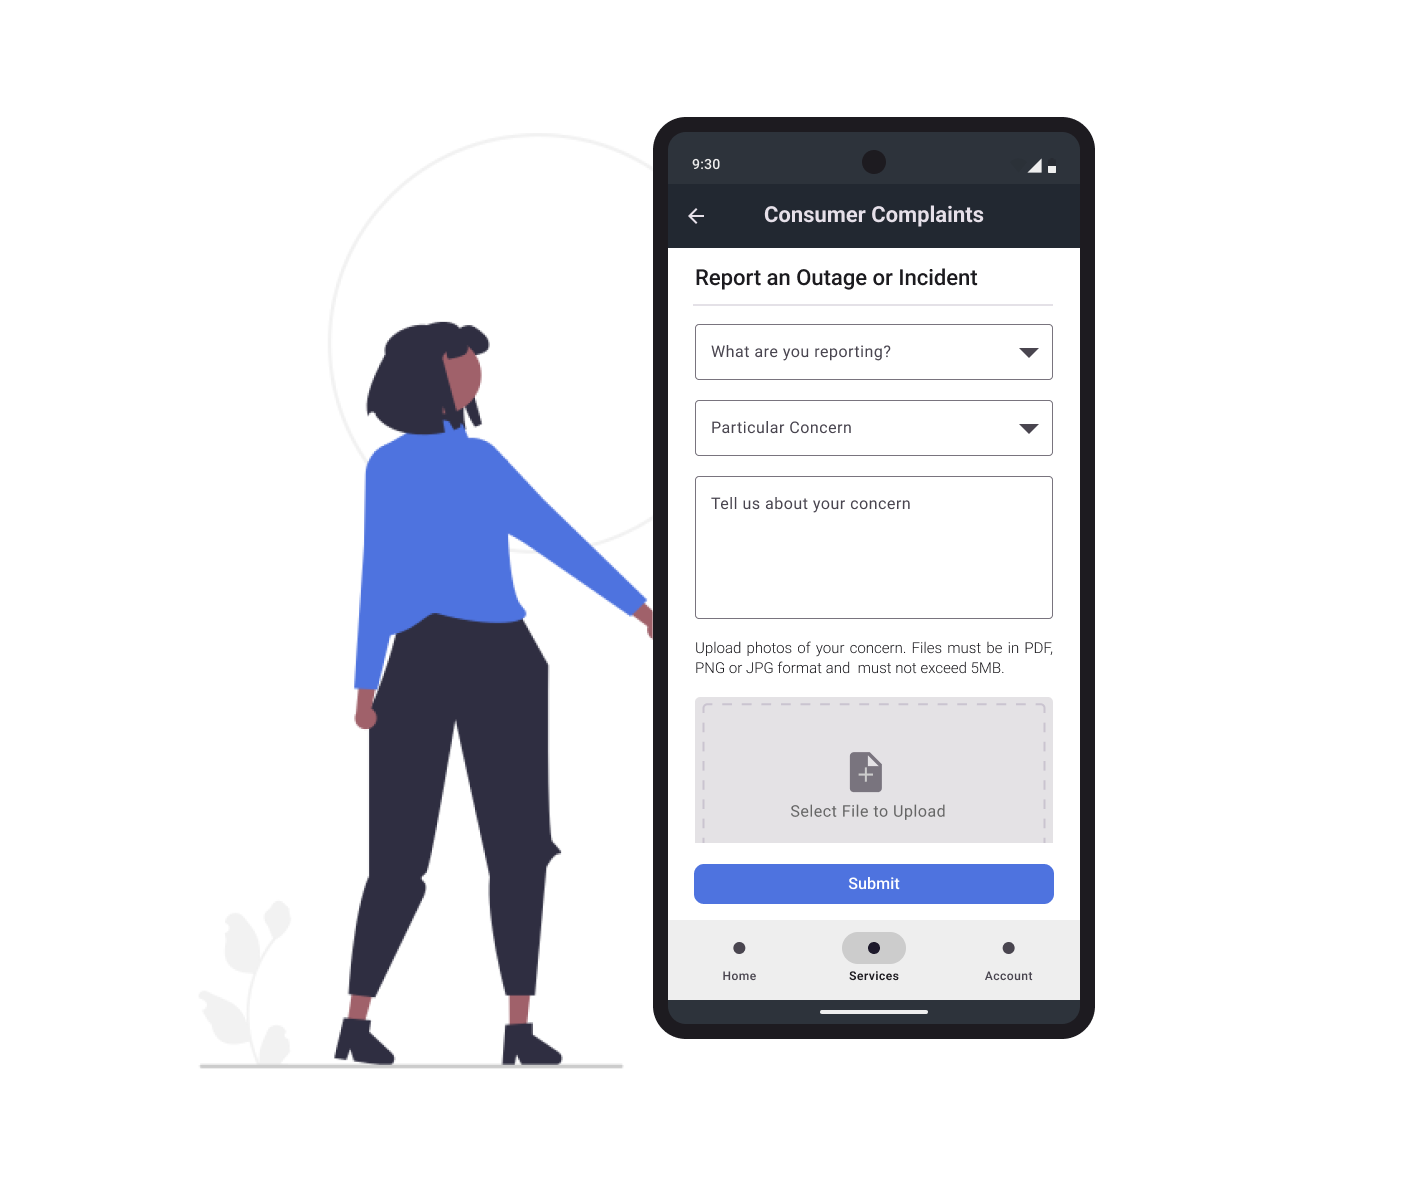 9:30
Consumer Complaints
Report an Outage or Incident
What are you reporting?
Particular Concern
Tell us about your concern
Upload photos of your concern. Files must be in PDF,
PNG or JPG format and  must not exceed 5MB.
Select File to Upload
Submit
Home
Services
Account